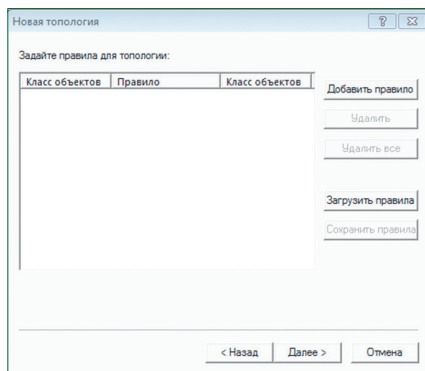 Новая топология
Задайте правила для топологии:
Класс объектов Правило Класс объектов
Добавить правило
Удалить
Удалить все
Загрузить правила
Сохранить правила
< Назад Далее > Отмена